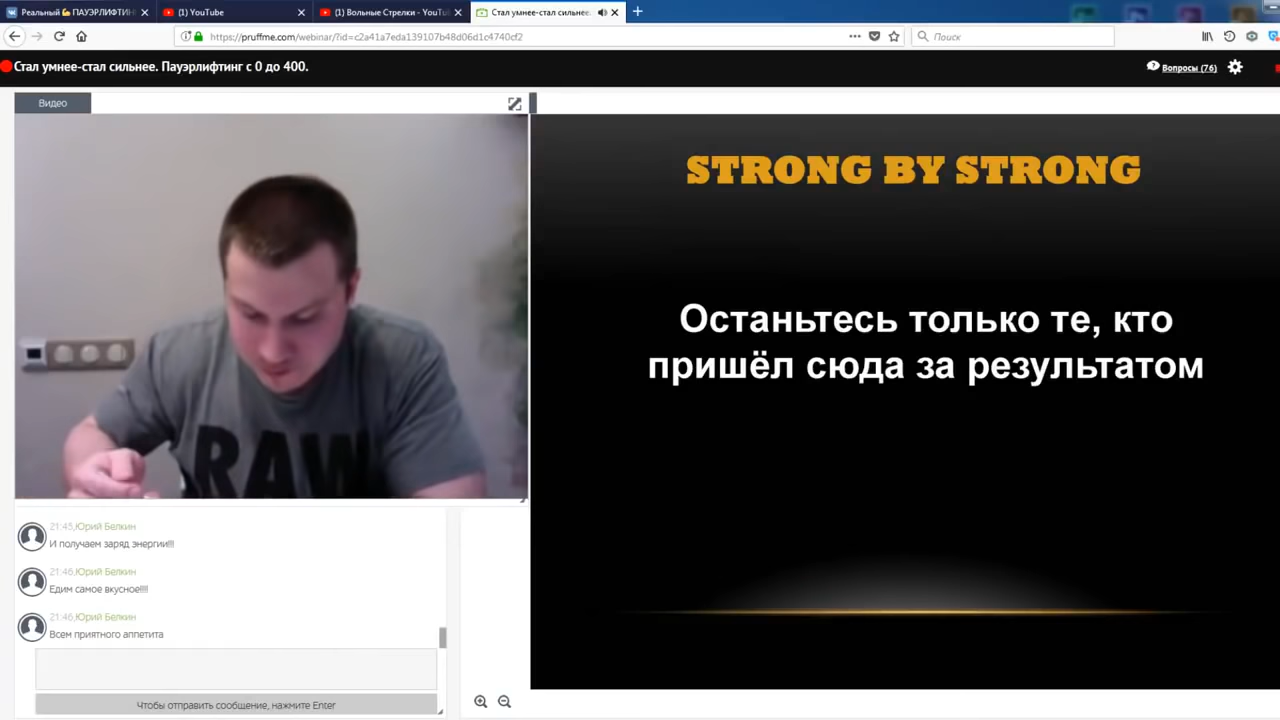 Реальный 💪 ПАУЭРЛИФТИН
(1) YouTube
(1) Вольные Стрелки - YouTu
Стал умнее-стал сильнее.
https://pruffme.com/webinar/?id=c2a41a7eda139107b48d06d1c4740cf2
Поиск
Стал умнее-стал сильнее. Пауэрлифтинг с 0 до 400.
Вопросы (76)
Видео
RAW
STRONG BY STRONG
Останьтесь только те, кто
пришёл сюда за результатом
21:45,Юрий Белкин
И получаем заряд энергии!!!
21:46,Юрий Белкин
Едим самое вкусное!!!!
21:46,Юрий Белкин
Всем приятного аппетита
Чтобы отправить сообщение, нажмите Enter